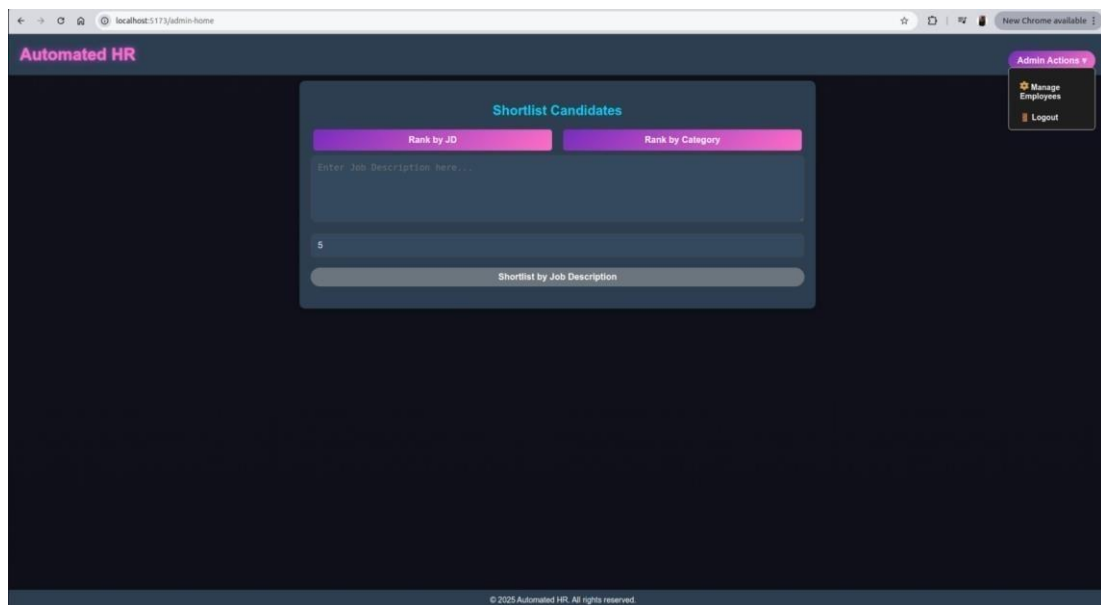 localhost:5173/admin-home
New Chrome available
Automated HR
Admin Actions ▾
Manage
Employees
Logout
Shortlist Candidates
Rank by JD
Rank by Category
Enter Job Description here...
5
Shortlist by Job Description
© 2025 Automated HR. All rights reserved.